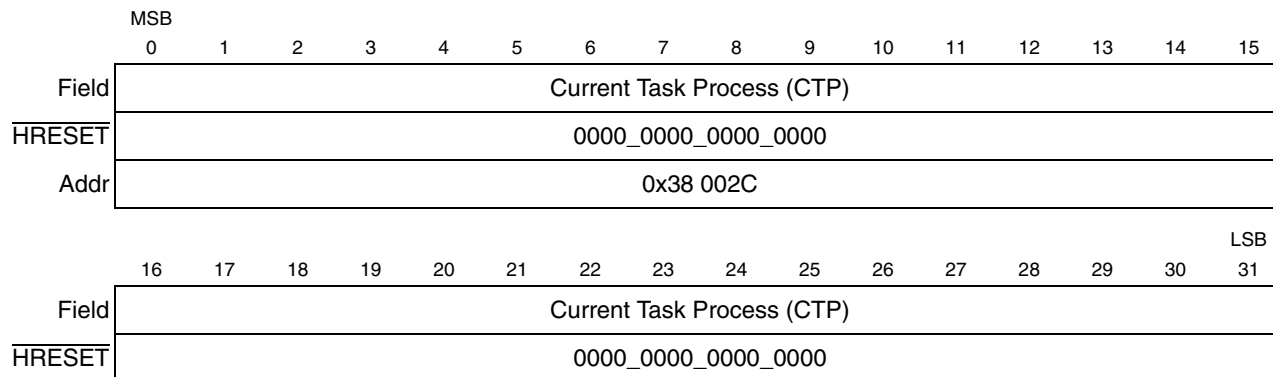 MSB
0 1 2 3 4 5 6 7 8 9 10 11 12 13 14 15
Field Current Task Process (CTP)
HRESET 0000_0000_0000_0000
Addr 0x38 002C
LSB
16 17 18 19 20 21 22 23 24 25 26 27 28 29 30 31
Field Current Task Process (CTP)
HRESET 0000_0000_0000_0000